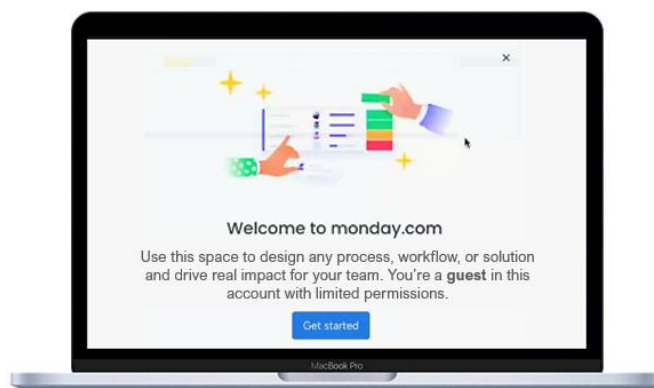 Welcome to monday.com
Use this space to design any process, workflow, or solution
and drive real impact for your team. You're a guest in this
account with limited permissions.
Get started
MacBook Pro